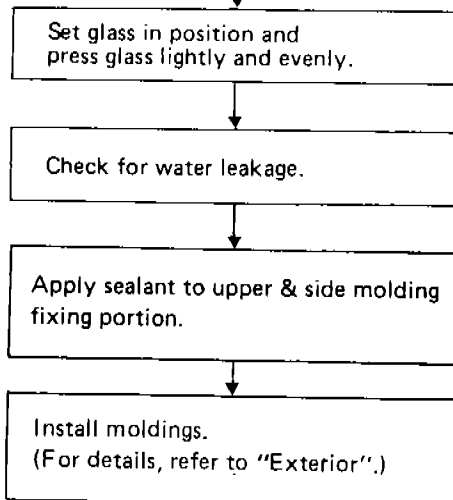 Set glass in position and
press glass lightly and evenly.
Check for water leakage.
Apply sealant to upper & side molding
fixing portion.
Install moldings.
(For details, refer to "Exterior".)